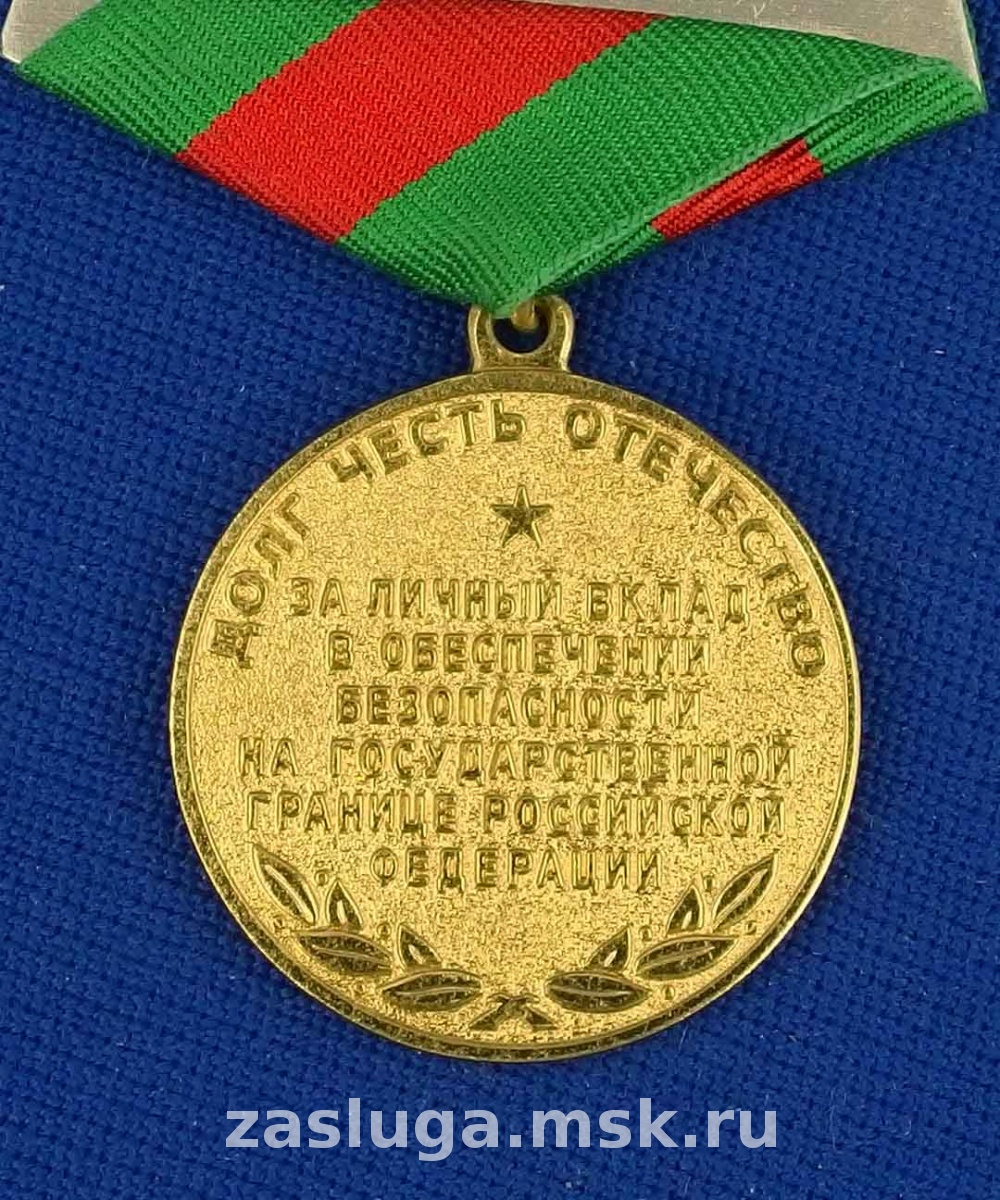 ДОЛГ ЧЕСТЬ ОТЕЧЕСТВО
ЗА ЛИЧНЫЙ ВКЛАД
В ОБЕСПЕЧЕНИИ
БЕЗОПАСНОСТИ
НА ГОСУДАРСТВЕННОЙ
ГРАНИЦЕ РОССИЙСКОЙ
ФЕДЕРАЦИИ
zasluga.msk.ru